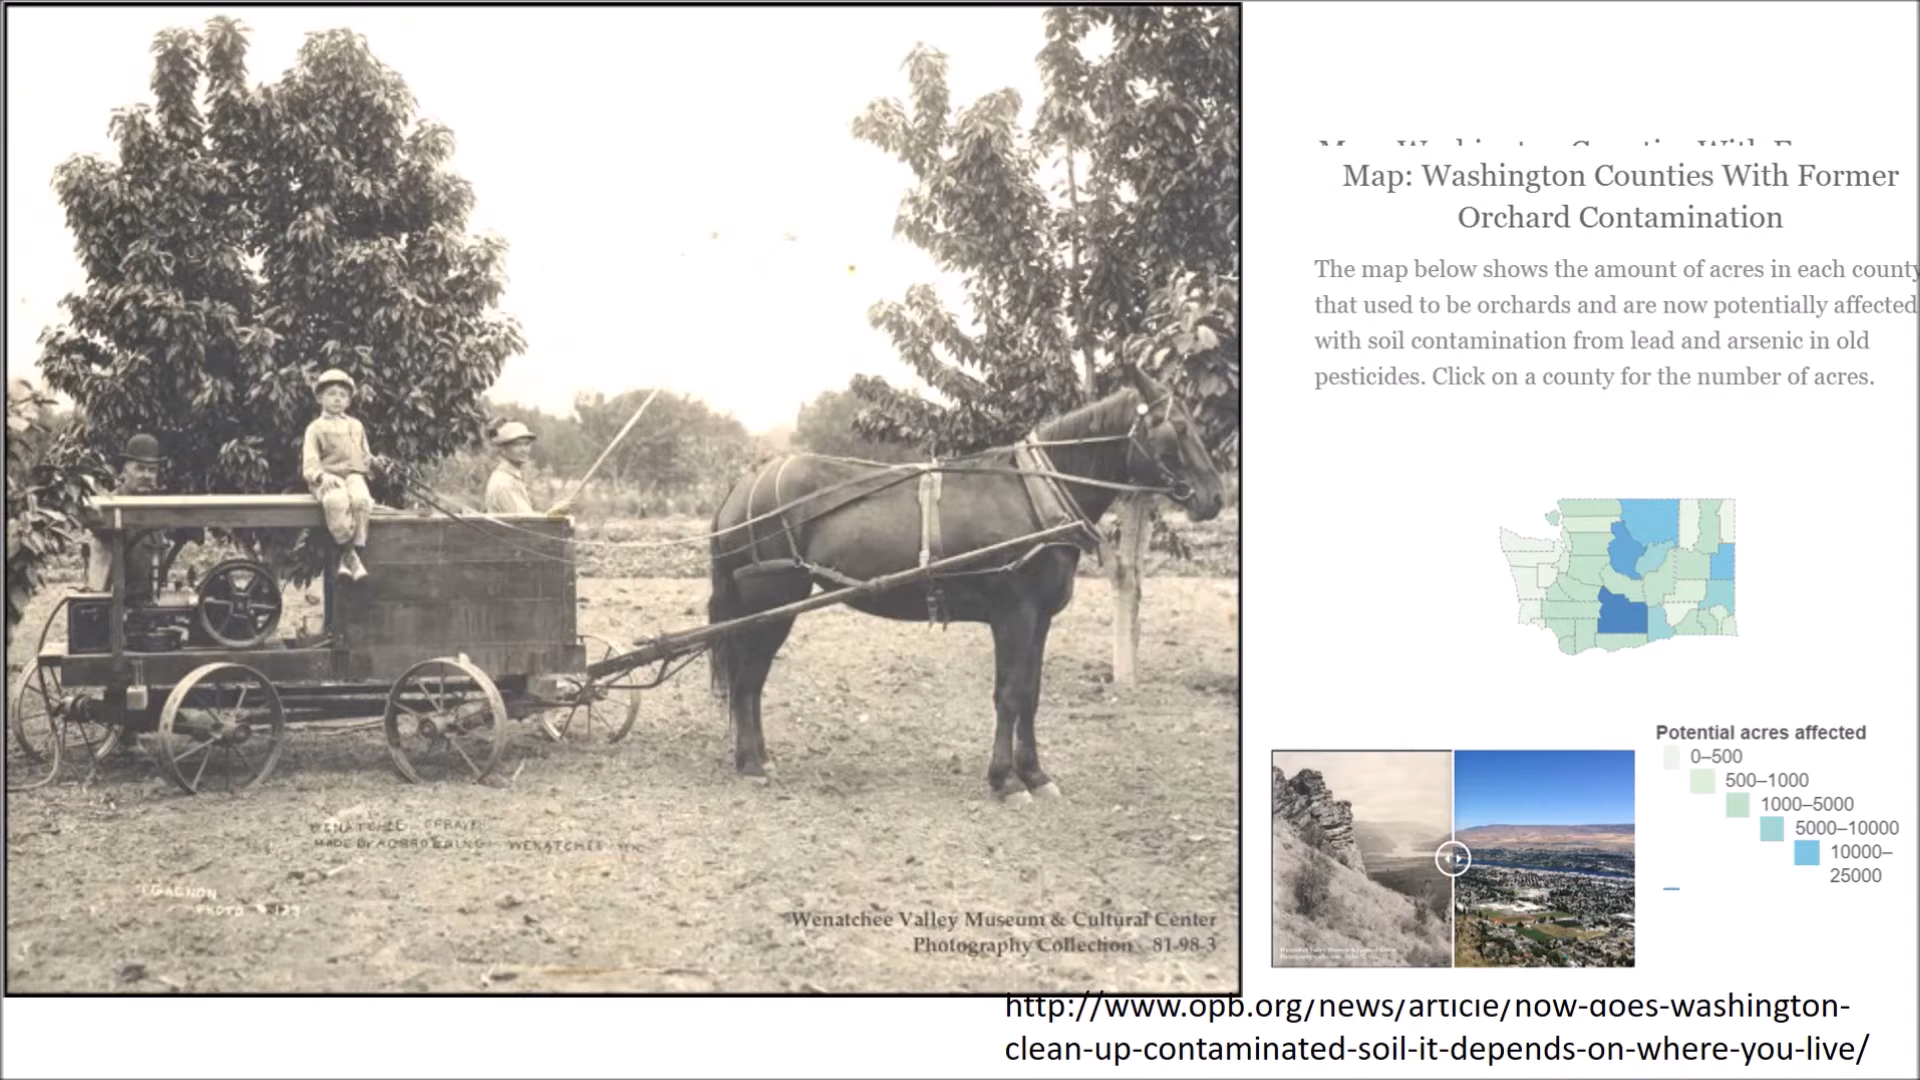 WENATCHEE SPRAYER
WENATCHEE
PHOTO
Wenatchee Valley Museum & Cultural Center
Photography Collection 81-98-3
Map: Washington Counties With Former
Orchard Contamination
The map below shows the amount of acres in each county
that used to be orchards and are now potentially affected
with soil contamination from lead and arsenic in old
pesticides. Click on a county for the number of acres.
Potential acres affected
0–500
500–1000
1000–5000
5000–10000
10000–
25000
http://www.opb.org/news/article/how-does-washington-
clean-up-contaminated-soil-it-depends-on-where-you-live/